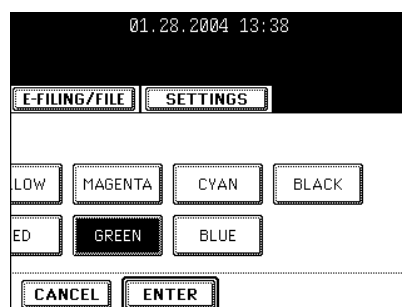 01.28.2004 13:38
E-FILING/FILE SETTINGS
LOW MAGENTA CYAN BLACK
ED GREEN BLUE
CANCEL ENTER